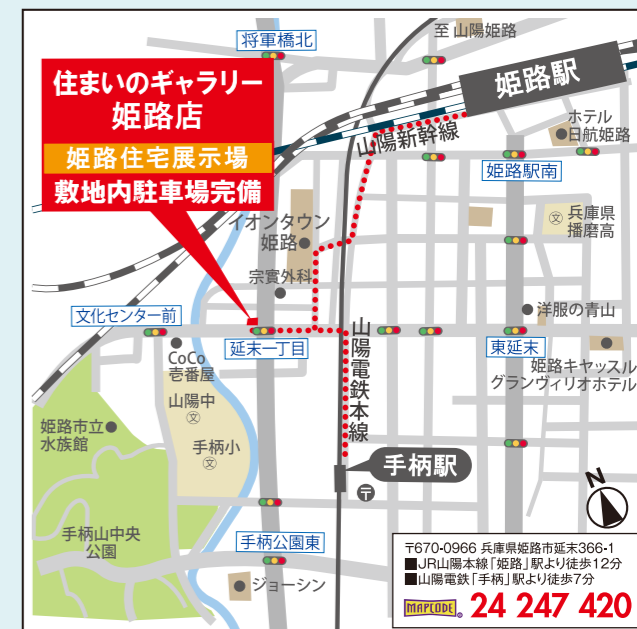 将軍橋北
至 山陽姫路
姫路駅
住まいのギャラリー
姫路店
姫路住宅展示場
敷地内駐車場完備
山陽新幹線
ホテル
日航姫路
姫路駅南
イオンタウン
姫路
文
兵庫県
播磨高
宗實外科
文化センター前
延末一丁目
洋服の青山
東延末
CoCo
壱番屋
山陽電鉄本線
姫路キャッスル
グランヴィリオホテル
山陽中
文
姫路市立
水族館
手柄小
文
手柄駅
〒
N
手柄山中央
公園
手柄公園東
ジョーシン
〒670-0966 兵庫県姫路市延末366-1
■JR山陽本線「姫路」駅より徒歩12分
■山陽電鉄「手柄」駅より徒歩7分
MAPCODE 24 247 420